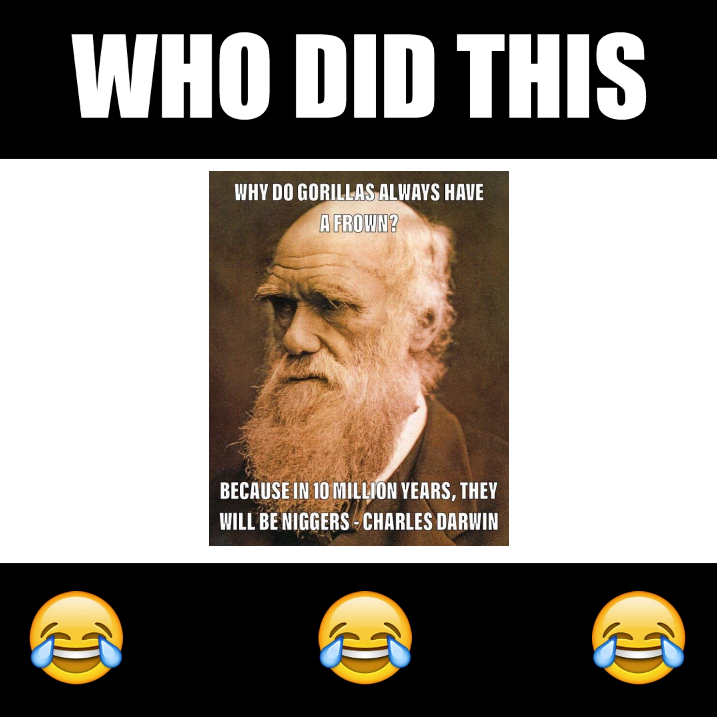 WHO DID THIS
WHY DO GORILLAS ALWAYS HAVE
A FROWN?
BECAUSE IN 10 MILLION YEARS, THEY
WILL BE NIGGERS - CHARLES DARWIN